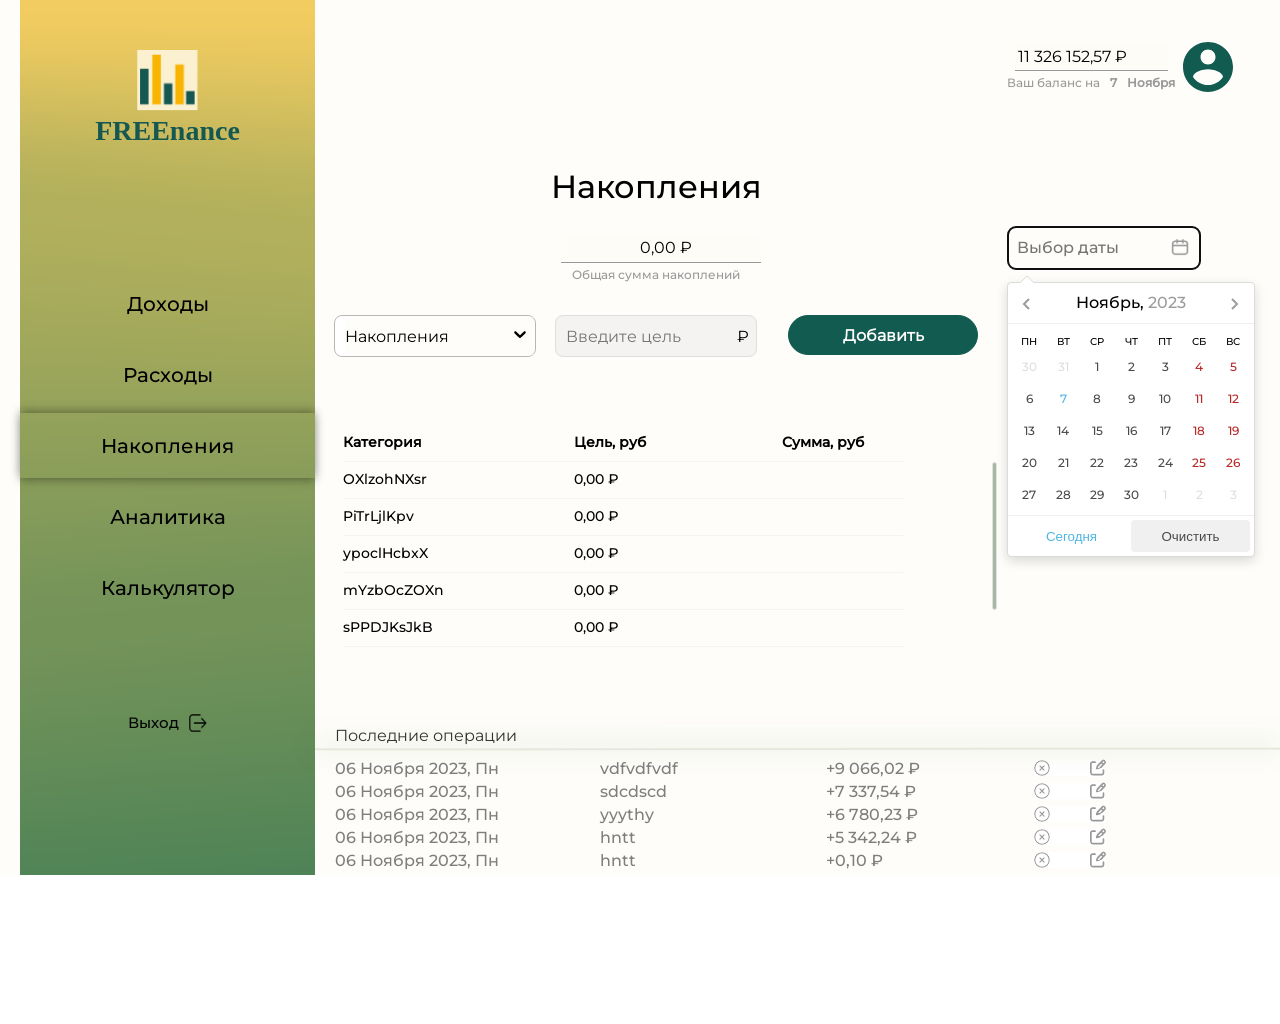 FREEnance
Доходы
Расходы
Накопления
Аналитика
Калькулятор
Выход
11 326 152,57 ₽
Ваш баланс на 7 Ноября
Накопления
0,00 ₽
Общая сумма накоплений
Накопления
Введите цель ₽
Добавить
Выбор даты
Ноябрь, 2023
ПН ВТ СР ЧТ ПТ СБ ВС
30 31 1 2 3 4 5
6 7 8 9 10 11 12
13 14 15 16 17 18 19
20 21 22 23 24 25 26
27 28 29 30 1 2 3
Сегодня Очистить
Категория Цель, руб Сумма, руб
OXlzohNXsr 0,00 ₽
PiTrLjlKpv 0,00 ₽
ypoclHcbxX 0,00 ₽
mYzbOcZOXn 0,00 ₽
sPPDJKsJkB 0,00 ₽
Последние операции
06 Ноября 2023, Пн vdfvdfvdf +9 066,02 ₽
06 Ноября 2023, Пн sdcdscd +7 337,54 ₽
06 Ноября 2023, Пн yyythy +6 780,23 ₽
06 Ноября 2023, Пн hntt +5 342,24 ₽
06 Ноября 2023, Пн hntt +0,10 ₽